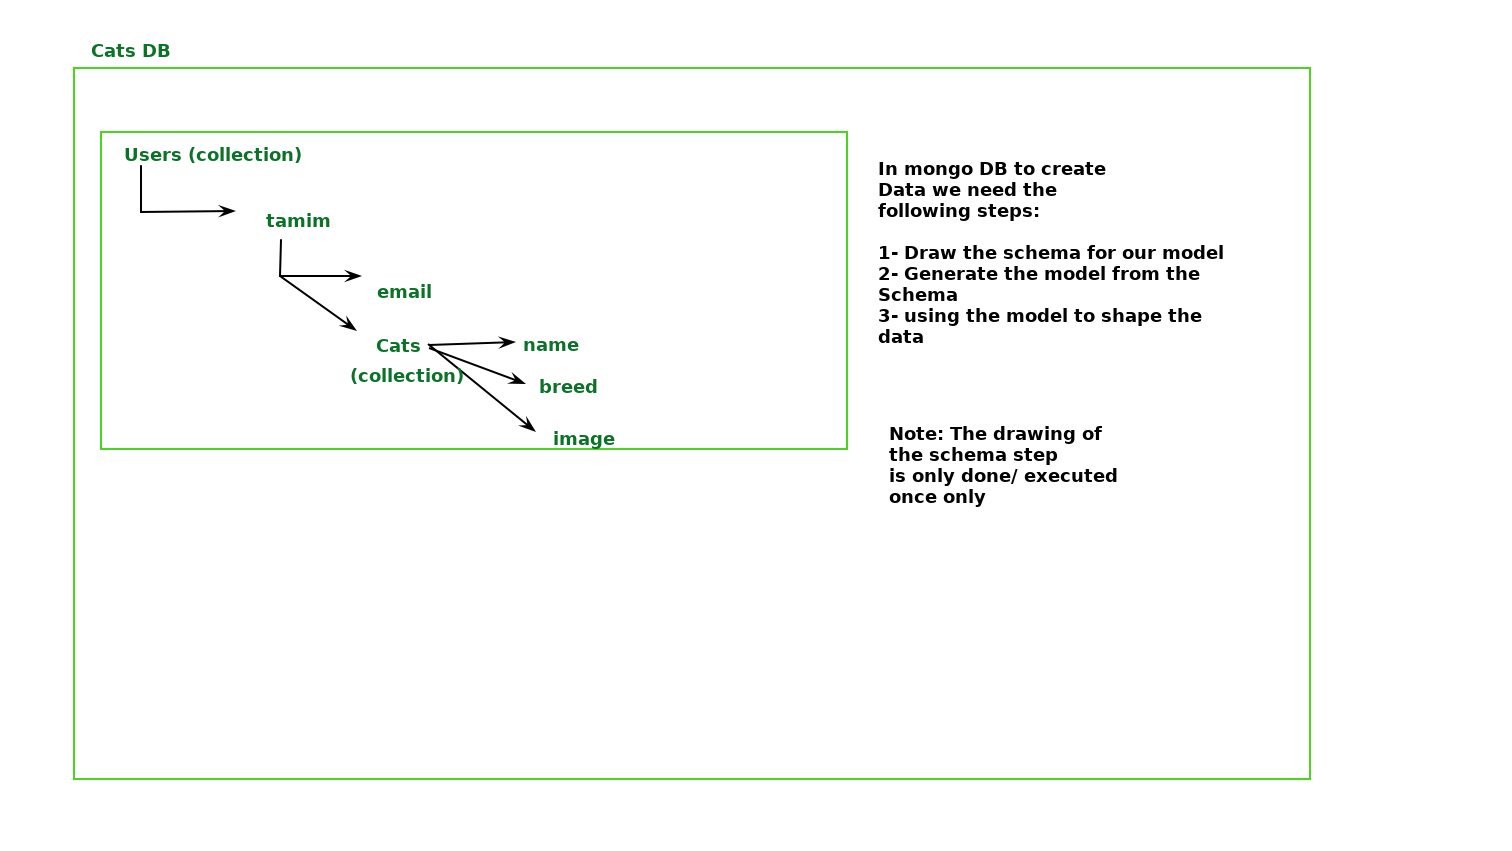 Cats DB
Users (collection)
tamim
email
Cats
(collection)
name
breed
image
In mongo DB to create
Data we need the
following steps:
1- Draw the schema for our model
2- Generate the model from the
Schema
3- using the model to shape the
data
Note: The drawing of
the schema step
is only done/ executed
once only